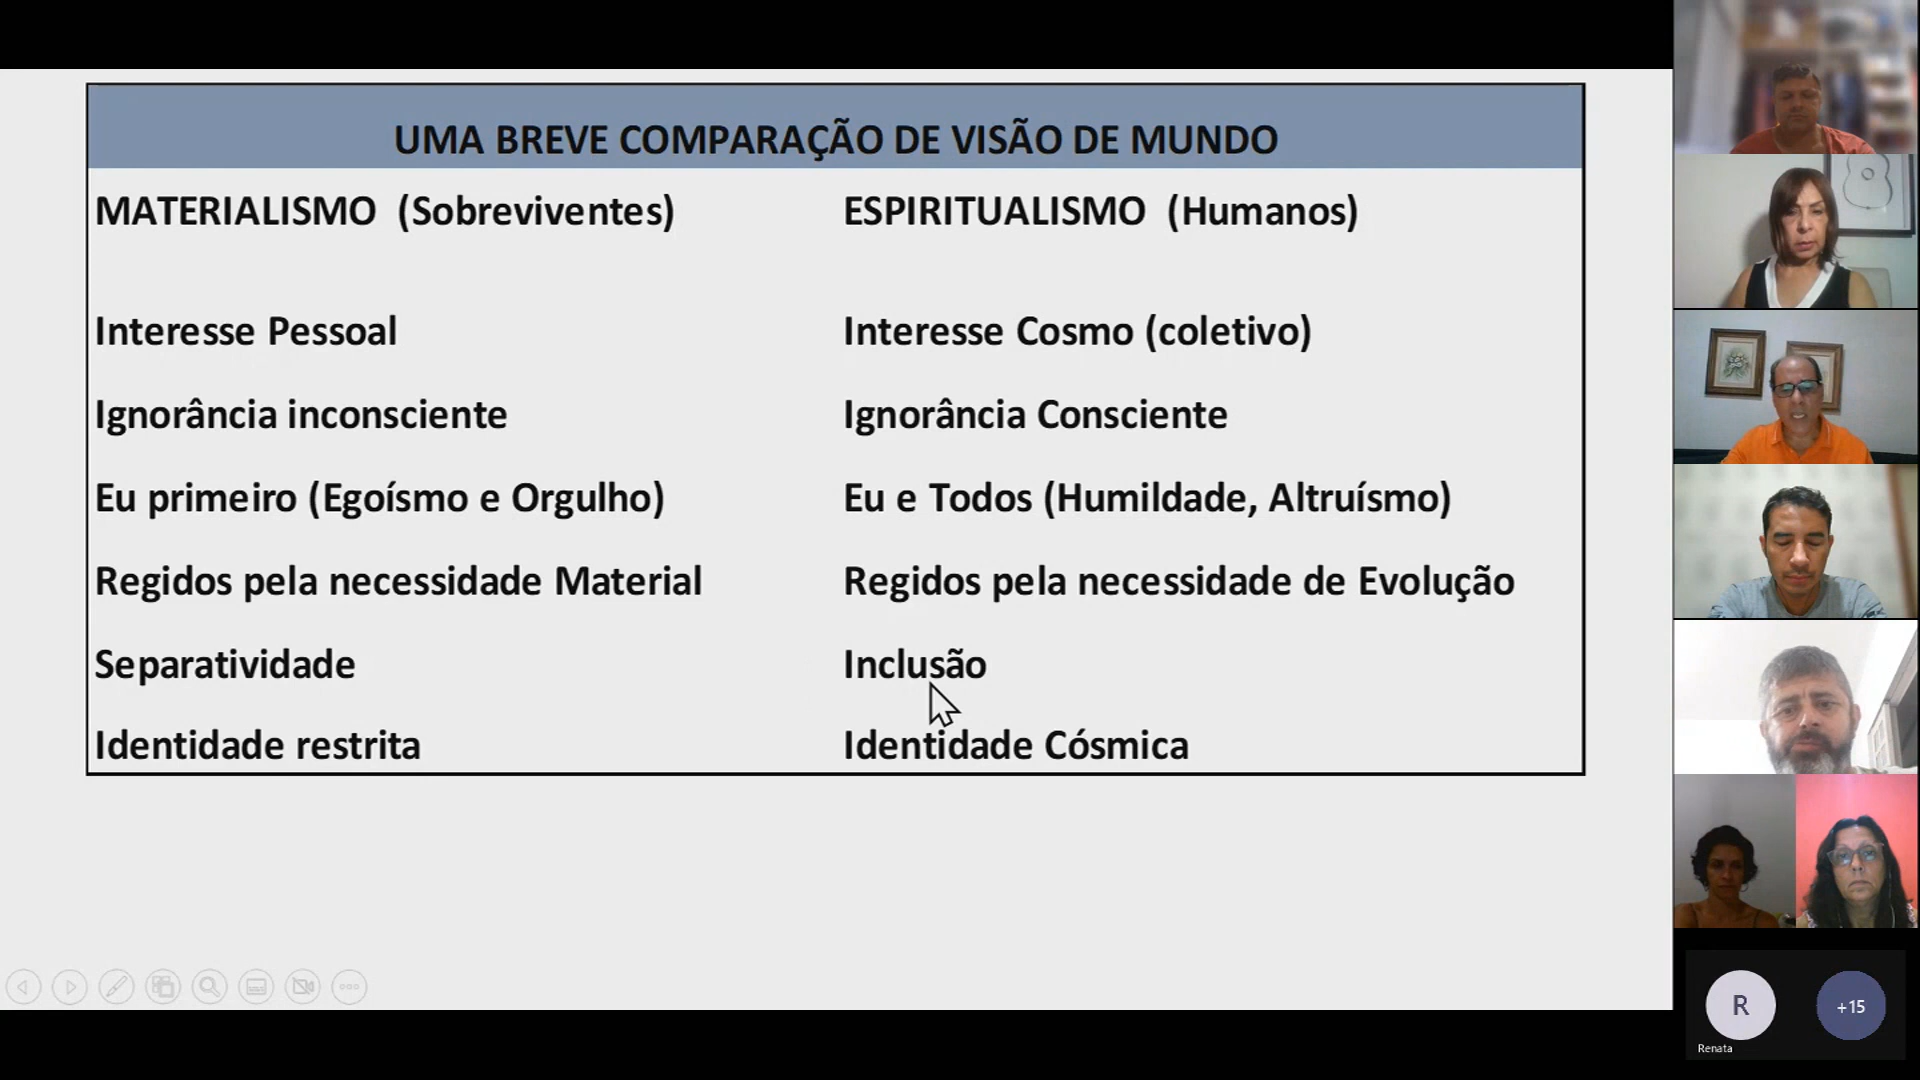 UMA BREVE COMPARAÇÃO DE VISÃO DE MUNDO
MATERIALISMO (Sobreviventes) ESPIRITUALISMO (Humanos)
Interesse Pessoal Interesse Cosmo (coletivo)
Ignorância inconsciente Ignorância Consciente
Eu primeiro (Egoísmo e Orgulho) Eu e Todos (Humildade, Altruísmo)
Regidos pela necessidade Material Regidos pela necessidade de Evolução
Separatividade Inclusão
Identidade restrita Identidade Cósmica
R +15
Renata